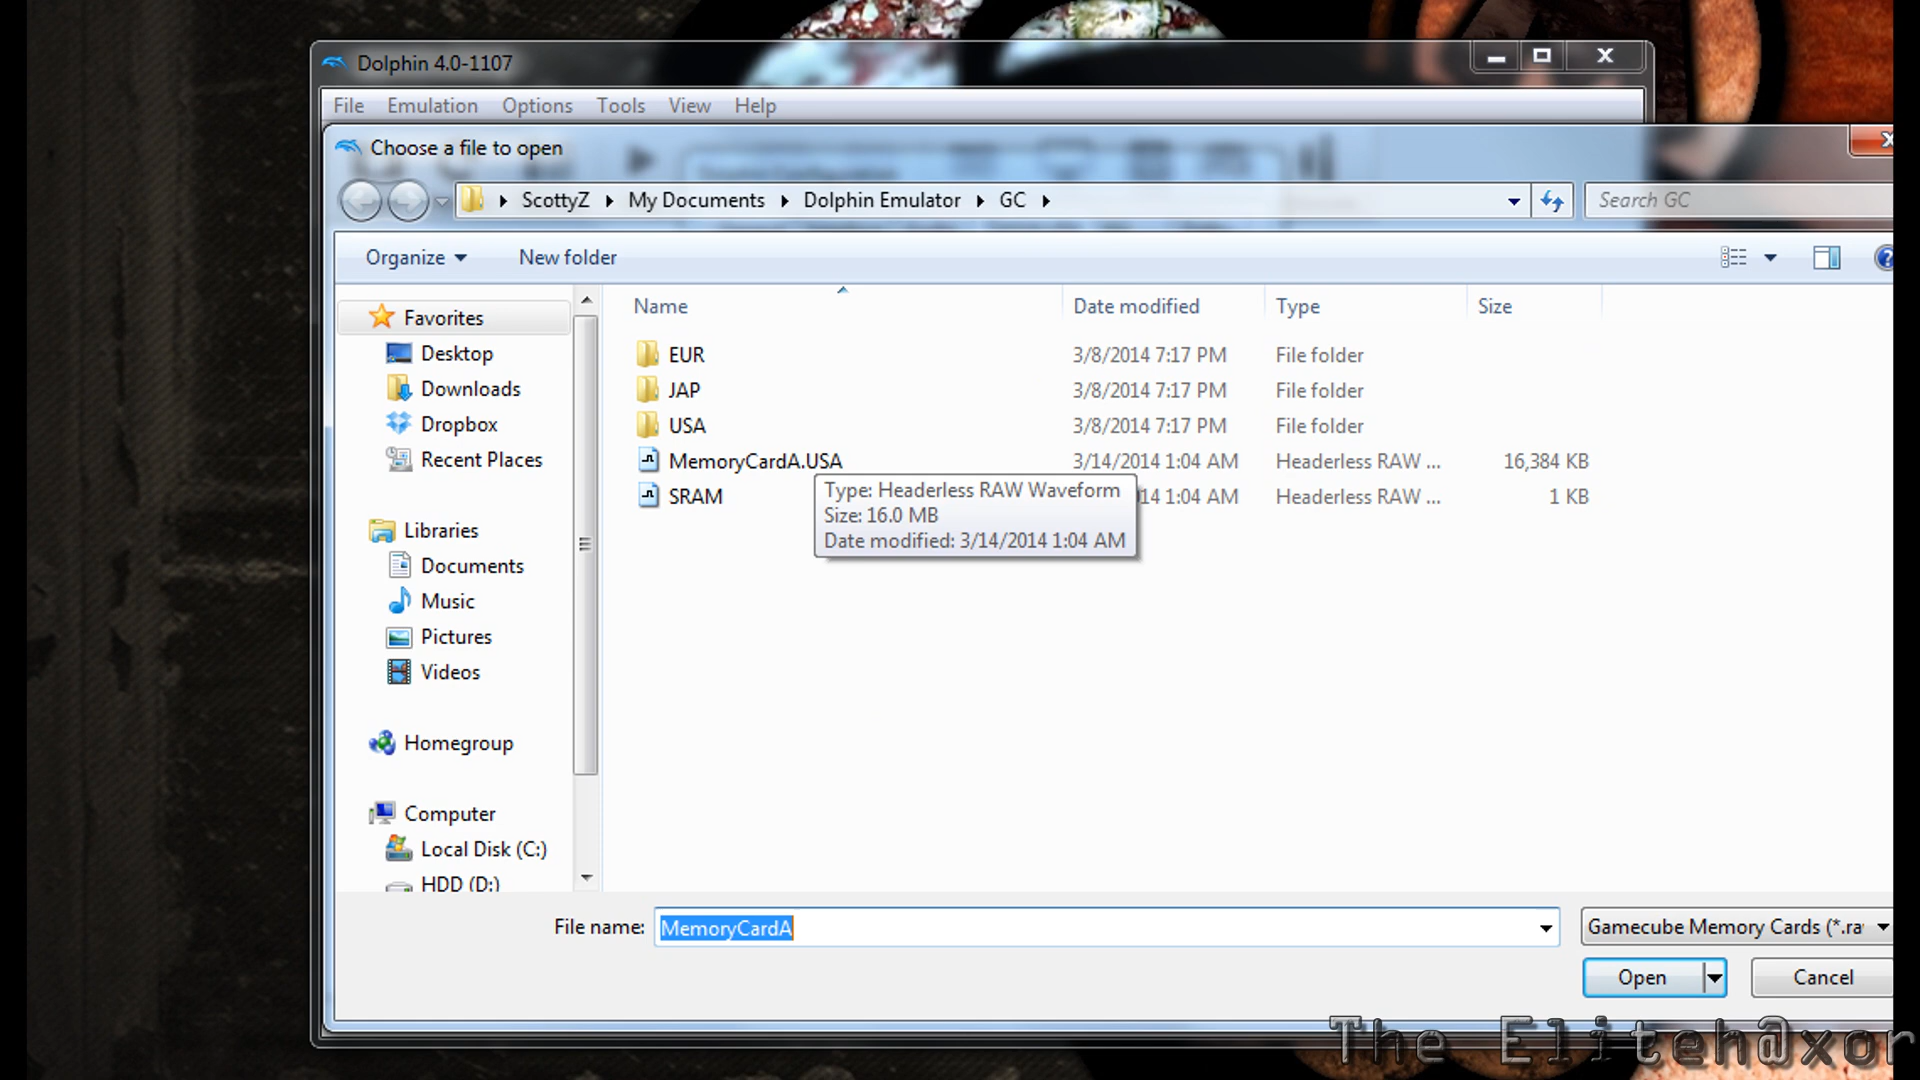 Dolphin 4.0-1107
File Emulation Options Tools View Help
Choose a file to open
ScottyZ My Documents Dolphin Emulator GC
Search GC
Organize New folder
Name Date modified Type Size
Favorites
Desktop
Downloads
Dropbox
Recent Places
Libraries
Documents
Music
Pictures
Videos
Homegroup
Computer
Local Disk (C:)
HDD (D:)
EUR 3/8/2014 7:17 PM File folder
JAP 3/8/2014 7:17 PM File folder
USA 3/8/2014 7:17 PM File folder
MemoryCardA.USA 3/14/2014 1:04 AM Headerless RAW ... 16,384 KB
SRAM 14 1:04 AM Headerless RAW ... 1 KB
Type: Headerless RAW Waveform
Size: 16.0 MB
Date modified: 3/14/2014 1:04 AM
File name: MemoryCardA
Gamecube Memory Cards (*.ra
Open Cancel
The Eliteh@xor